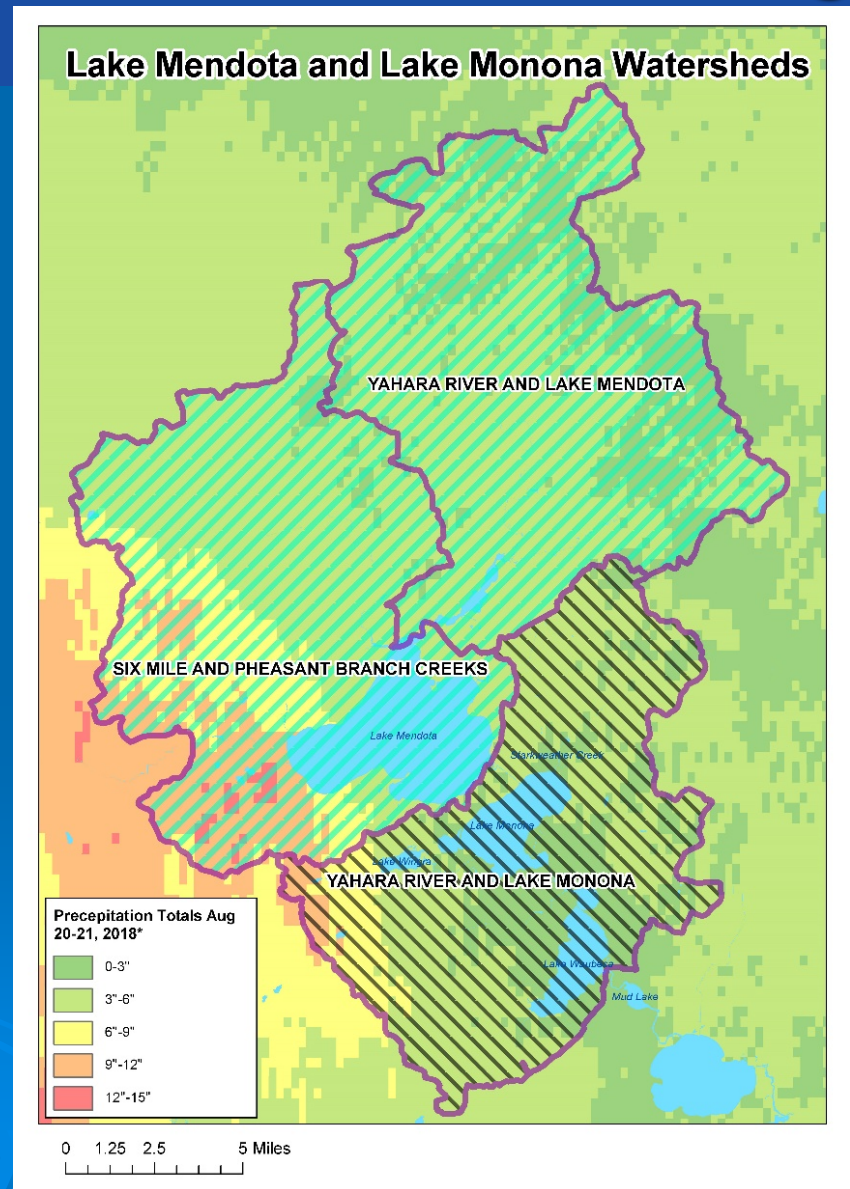 Lake Mendota and Lake Monona Watersheds
YAHARA RIVER AND LAKE MENDOTA
SIX MILE AND PHEASANT BRANCH CREEKS
Lake Mendota
Starkweather Creek
Lake Monona
Lake Wingra
YAHARA RIVER AND LAKE MONONA
Lake Waubesa
Mud Lake
Precepitation Totals Aug
20-21, 2018*
0-3"
3"-6"
6"-9"
9"-12"
12"-15"
0 1.25 2.5 5 Miles